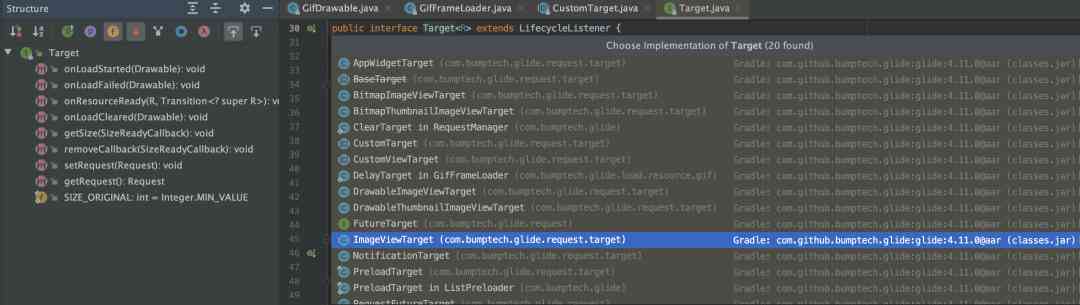 Structure
GifDrawable.java
GifFrameLoader.java
CustomTarget.java
Target.java
Target
onLoadStarted(Drawable): void
onLoadFailed(Drawable): void
onResourceReady(R, Transition<? super R>): v
onLoadCleared(Drawable): void
getSize(SizeReadyCallback): void
removeCallback(SizeReadyCallback): void
setRequest(Request): void
getRequest(): Request
SIZE_ORIGINAL: int = Integer.MIN_VALUE
30 public interface Target<R> extends LifecycleListener {
31
32
33
34
35
36
37
38
39
40
41
42
43
44
45
46
47
48
49
Choose Implementation of Target (20 found)
AppWidgetTarget (com.bumptech.glide.request.target) Gradle: com.github.bumptech.glide:glide:4.11.0@aar (classes.jar)
BaseTarget (com.bumptech.glide.request.target) Gradle: com.github.bumptech.glide:glide:4.11.0@aar (classes.jar)
BitmapImageViewTarget (com.bumptech.glide.request.target) Gradle: com.github.bumptech.glide:glide:4.11.0@aar (classes.jar)
BitmapThumbnailImageViewTarget (com.bumptech.glide.request.target) Gradle: com.github.bumptech.glide:glide:4.11.0@aar (classes.jar)
ClearTarget in RequestManager (com.bumptech.glide) Gradle: com.github.bumptech.glide:glide:4.11.0@aar (classes.jar)
CustomTarget (com.bumptech.glide.request.target) Gradle: com.github.bumptech.glide:glide:4.11.0@aar (classes.jar)
CustomViewTarget (com.bumptech.glide.request.target) Gradle: com.github.bumptech.glide:glide:4.11.0@aar (classes.jar)
DelayTarget in GifFrameLoader (com.bumptech.glide.load.resource.gif) Gradle: com.github.bumptech.glide:glide:4.11.0@aar (classes.jar)
DrawableImageViewTarget (com.bumptech.glide.request.target) Gradle: com.github.bumptech.glide:glide:4.11.0@aar (classes.jar)
DrawableThumbnailImageViewTarget (com.bumptech.glide.request.target) Gradle: com.github.bumptech.glide:glide:4.11.0@aar (classes.jar)
FutureTarget (com.bumptech.glide.request) Gradle: com.github.bumptech.glide:glide:4.11.0@aar (classes.jar)
ImageViewTarget (com.bumptech.glide.request.target) Gradle: com.github.bumptech.glide:glide:4.11.0@aar (classes.jar)
NotificationTarget (com.bumptech.glide.request.target) Gradle: com.github.bumptech.glide:glide:4.11.0@aar (classes.jar)
PreloadTarget (com.bumptech.glide.request.target) Gradle: com.github.bumptech.glide:glide:4.11.0@aar (classes.jar)
PreloadTarget in ListPreloader (com.bumptech.glide) Gradle: com.github.bumptech.glide:glide:4.11.0@aar (classes.jar)